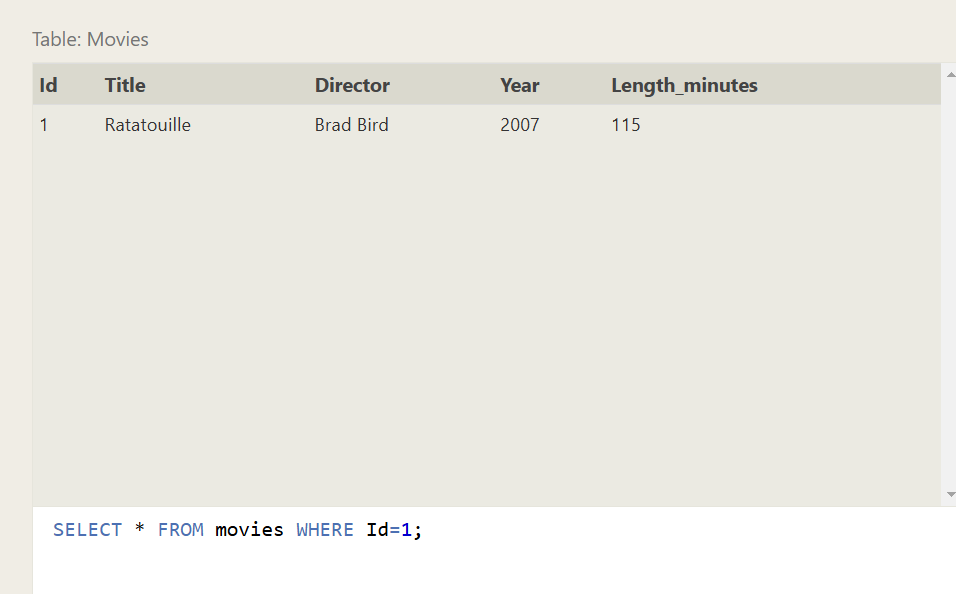 Table: Movies
Id Title Director Year Length_minutes
1 Ratatouille Brad Bird 2007 115
SELECT * FROM movies WHERE Id=1;